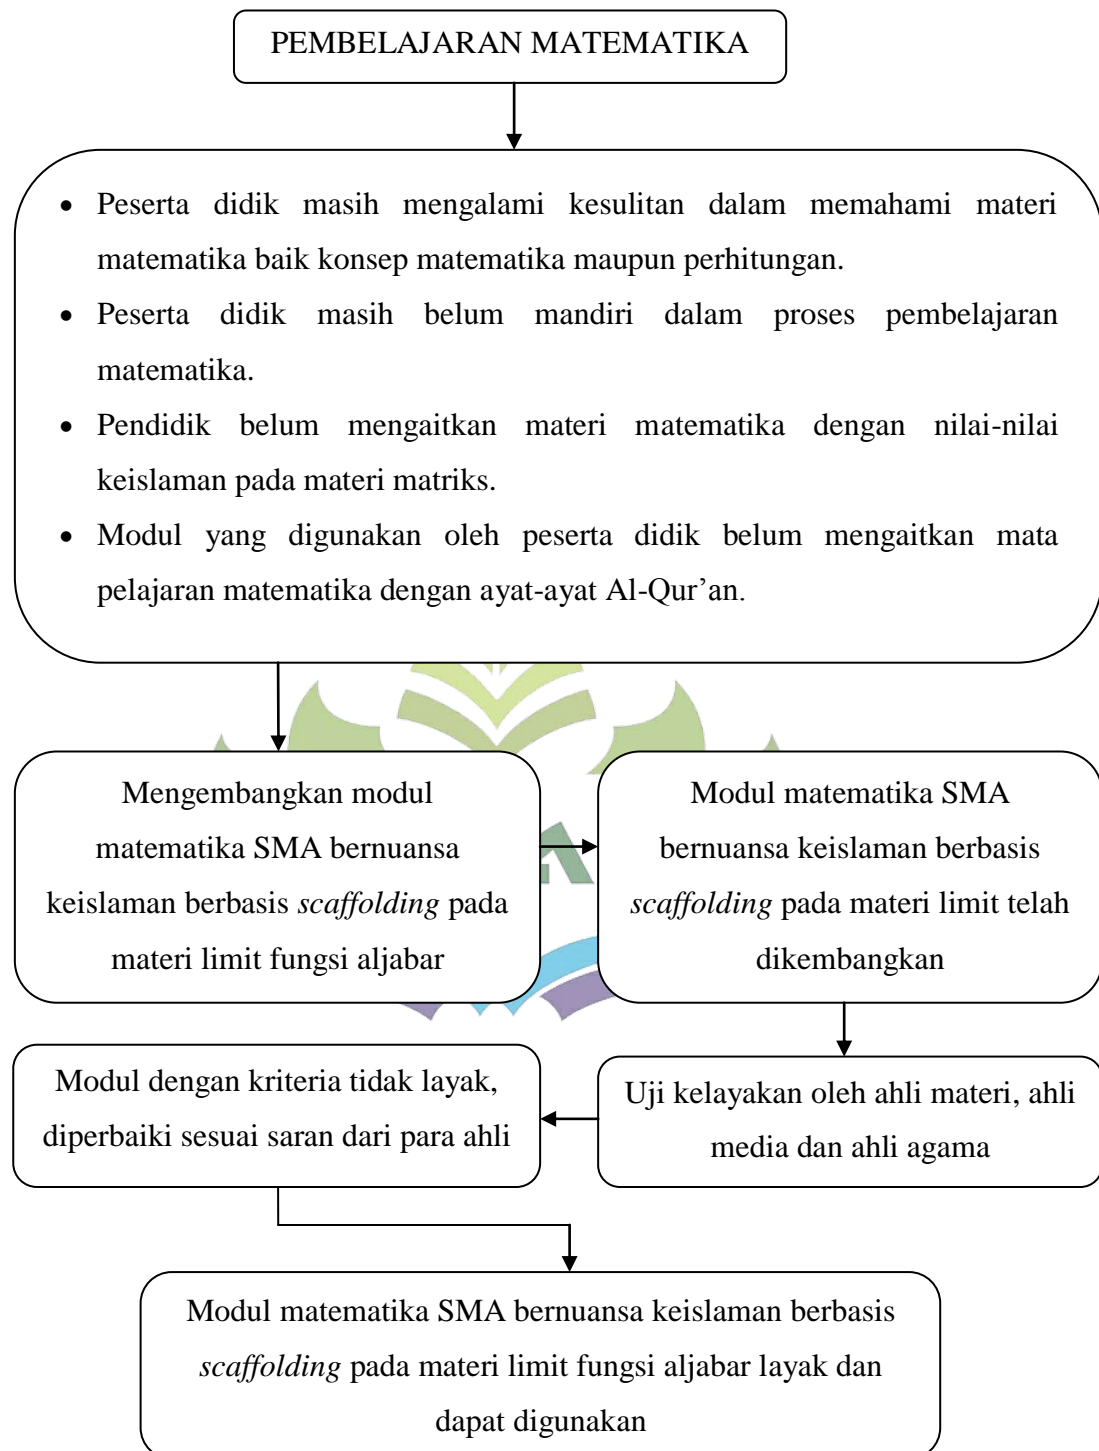 PEMBELAJARAN MATEMATIKA
• Peserta didik masih mengalami kesulitan dalam memahami materi
matematika baik konsep matematika maupun perhitungan.
• Peserta didik masih belum mandiri dalam proses pembelajaran
matematika.
• Pendidik belum mengaitkan materi matematika dengan nilai-nilai
keislaman pada materi matriks.
• Modul yang digunakan oleh peserta didik belum mengaitkan mata
pelajaran matematika dengan ayat-ayat Al-Qur’an.
Mengembangkan modul
matematika SMA bernuansa
keislaman berbasis scaffolding pada
materi limit fungsi aljabar
Modul matematika SMA
bernuansa keislaman berbasis
scaffolding pada materi limit telah
dikembangkan
Uji kelayakan oleh ahli materi, ahli
media dan ahli agama
Modul dengan kriteria tidak layak,
diperbaiki sesuai saran dari para ahli
Modul matematika SMA bernuansa keislaman berbasis
scaffolding pada materi limit fungsi aljabar layak dan
dapat digunakan